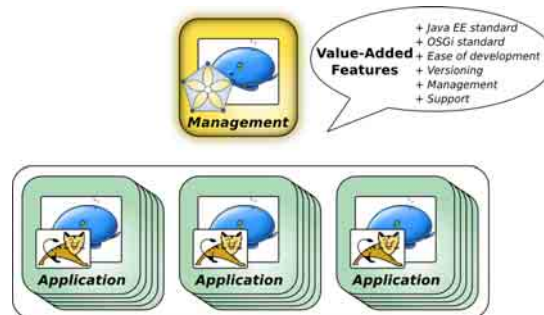 Value-Added
Features
+ Java EE standard
+ OSGi standard
+ Ease of development
+ Versioning
+ Management
+ Support
Management
Application
Application
Application